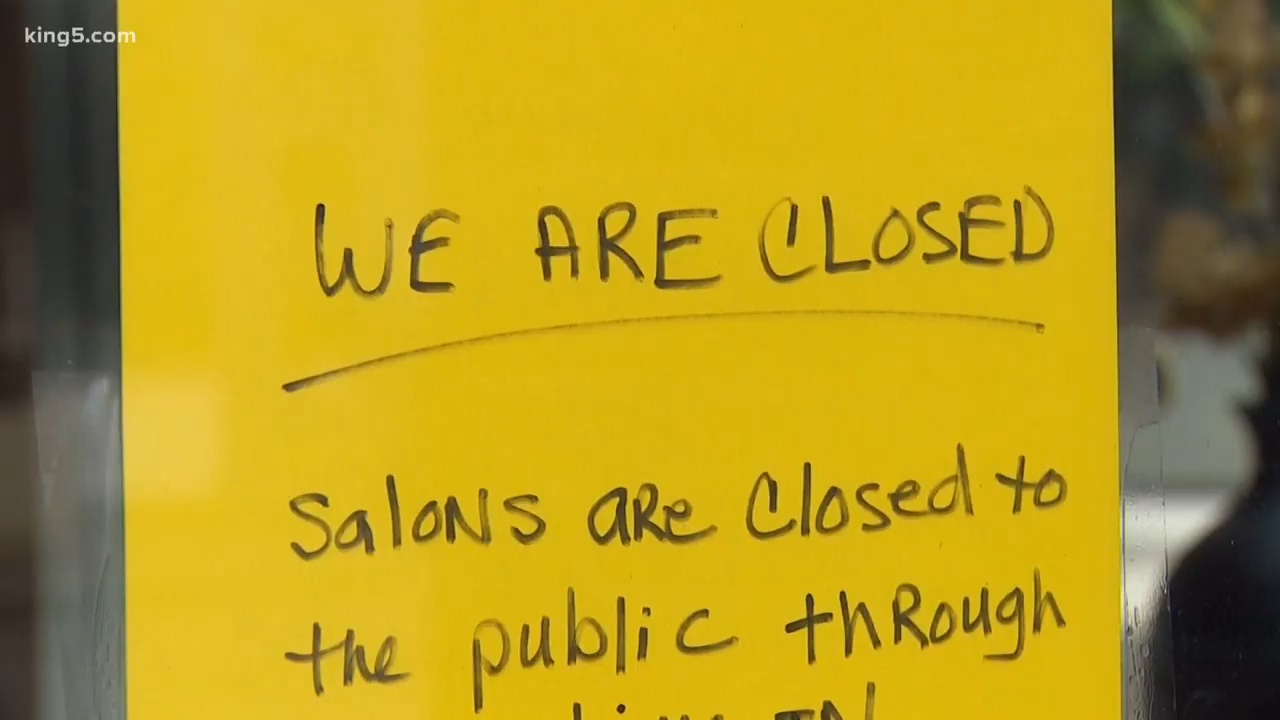 king5.com
WE ARE CLOSED
Salons are closed to
the public through